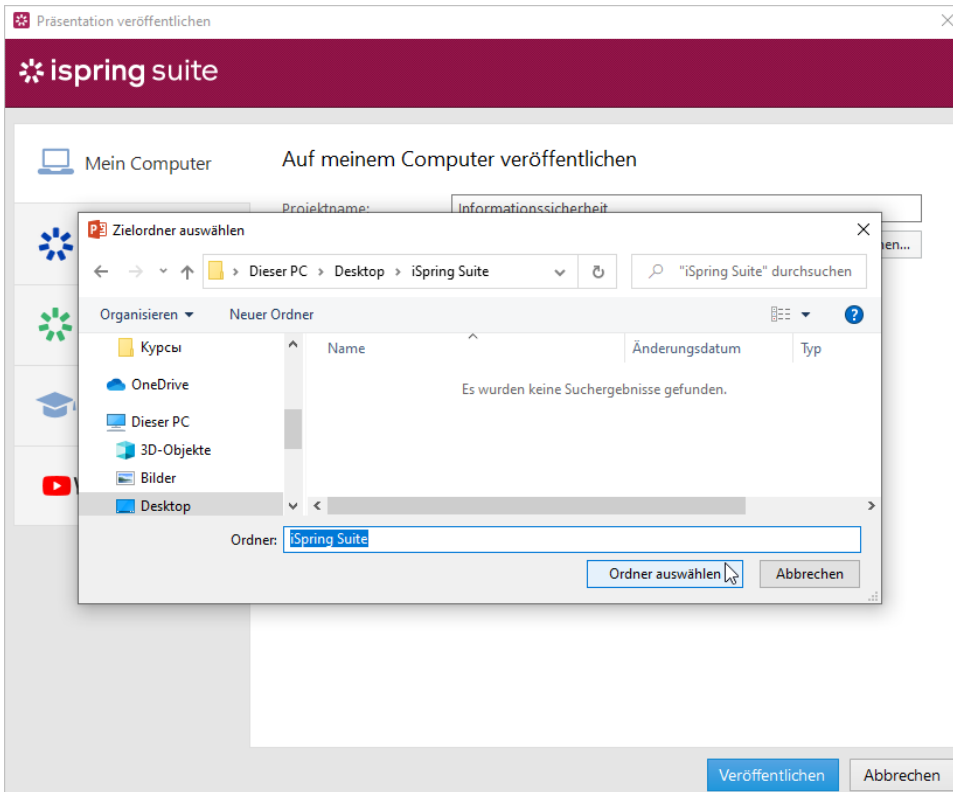 Präsentation veröffentlichen
ispring suite
Mein Computer
Auf meinem Computer veröffentlichen
Projektname: Informationssicherheit
Zielordner auswählen
Dieser PC > Desktop > iSpring Suite
"iSpring Suite" durchsuchen
Organisieren
Neuer Ordner
?
Курсы
OneDrive
Dieser PC
3D-Objekte
Bilder
Desktop
Name Änderungsdatum Typ
Es wurden keine Suchergebnisse gefunden.
Ordner: iSpring Suite
Ordner auswählen Abbrechen
Veröffentlichen Abbrechen